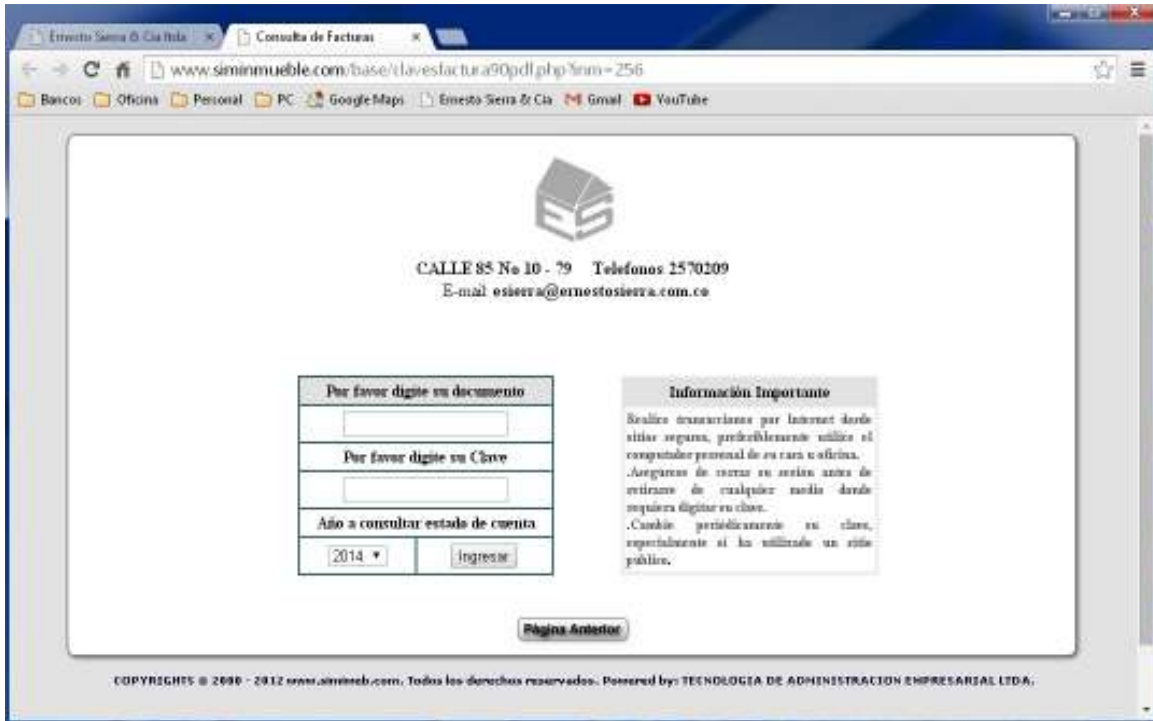 Ernesto Sierra & Cia ltda
Consulta de Facturas
www.siminmueble.com/base/clavesfactura90pdf.php?inm=256
Bancos Oficina Personal PC Google Maps Ernesto Sierra & Cia Gmail YouTube
ES
CALLE 85 No 10 - 79 Telefonos 2570209
E-mail esierra@ernestosierra.com.co
Por favor digite su documento
Por favor digite su Clave
Año a consultar estado de cuenta
2014 Ingresar
Información Importante
Realice transacciones por Internet desde
sitios seguros, preferiblemente utilice el
computador personal de su casa u oficina.
.Asegúrese de cerrar su sesión antes de
retirarse de cualquier medio donde
requiera digitar su clave.
.Cambie periódicamente su clave,
especialmente si ha utilizado un sitio
público.
Página Anterior
COPYRIGHTS © 2000 - 2012 www.simiweb.com. Todos los derechos reservados. Powered by: TECNOLOGIA DE ADMINISTRACION EMPRESARIAL LTDA.